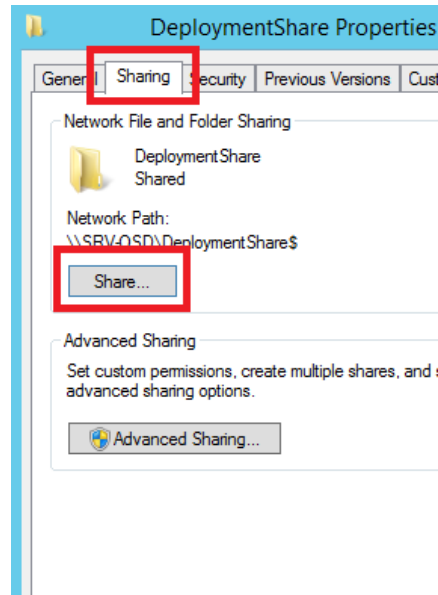 DeploymentShare Properties
General Sharing Security Previous Versions
Network File and Folder Sharing
DeploymentShare
Shared
Network Path:
\\SRV-OSD\DeploymentShare$
Share...
Advanced Sharing
Set custom permissions, create multiple shares, and
advanced sharing options.
Advanced Sharing...